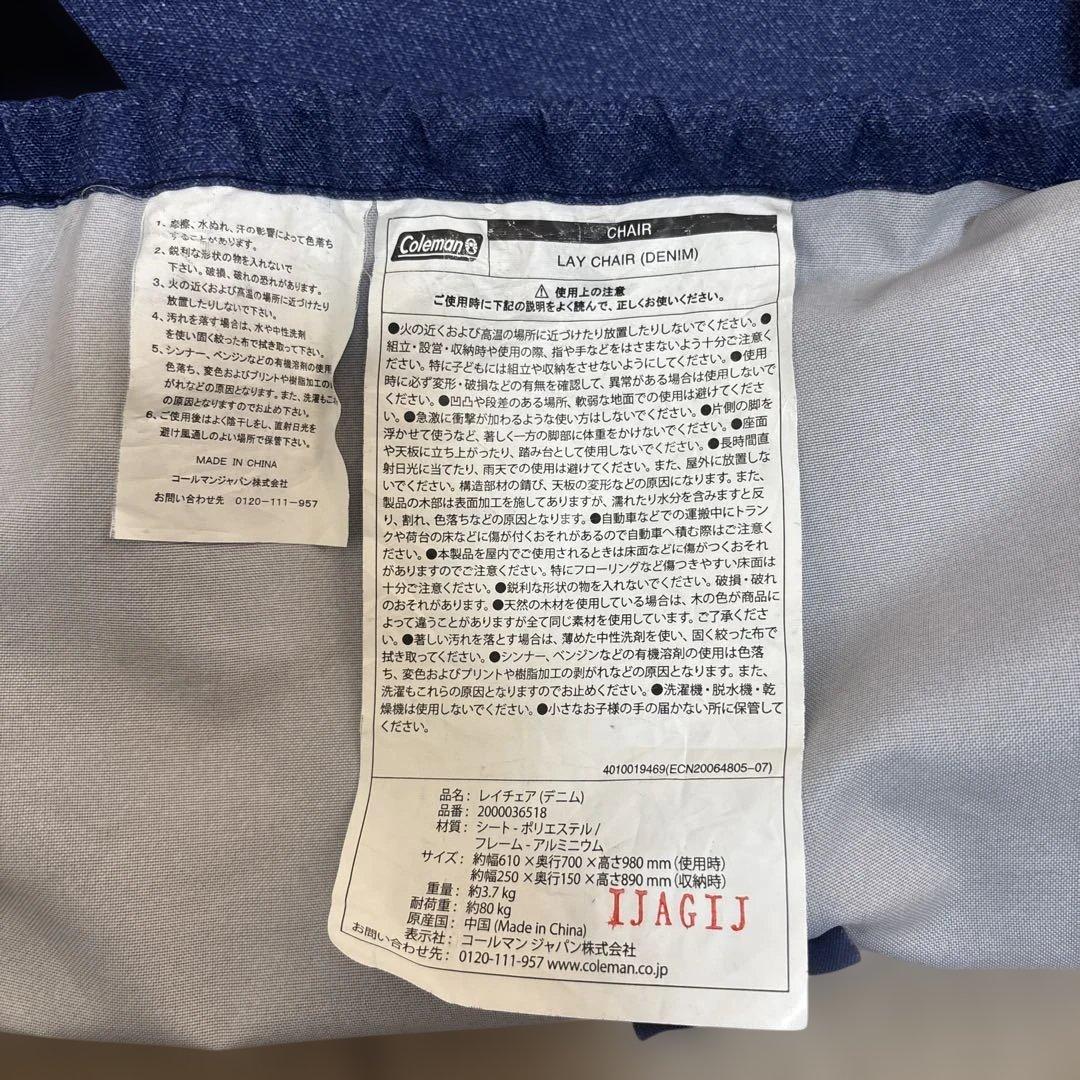 1、摩擦、水ぬれ、汗の影響によって色落ち
することがあります。
2、鋭利な形状の物を入れないで
下さい。破損、破れの恐れがあります。
3、火の近くおよび高温の場所に近づけたり
放置したりしないで下さい。
4、汚れを落す場合は、水や中性洗剤
を使い固く絞った布で拭き取って下さい。
5、シンナー、ベンジンなどの有機溶剤の使用
色落ち、変色およびプリントや樹脂加工の
がれなどの原因となります。また、洗濯もこれ
の原因となりますのでお止め下さい。
6、ご使用後はよく陰干しをし、直射日光を
避け風通しのよい場所で保管下さい。
MADE IN CHINA
コールマンジャパン株式会社
お問い合わせ先 0120-111-957
Coleman
CHAIR
LAY CHAIR (DENIM)
⚠ 使用上の注意
ご使用時に下記の説明をよく読んで、正しくお使いください。
●火の近くおよび高温の場所に近づけたり放置したりしないでください。●
組立・設営・収納時や使用の際、指や手などをはさまないよう十分ご注意く
ださい。特に子どもには組立や収納をさせないようにしてください。●使用
時に必ず変形・破損などの有無を確認して、異常がある場合は使用しない
でください。●凹凸や段差のある場所、軟弱な地面での使用は避けてくださ
い。●急激に衝撃が加わるような使い方はしないでください。●片側の脚を
浮かせて使うなど、著しく一方の脚部に体重をかけないでください。●座面
や天板に立ち上がったり、踏み台として使用しないでください。●長時間直
射日光に当てたり、雨天での使用は避けてください。また、屋外に放置しな
いでください。構造部材の錆び、天板の変形などの原因になります。また、
製品の木部は表面加工を施してありますが、濡れたり水分を含みますと反
り、割れ、色落ちなどの原因となります。●自動車などでの運搬中にトラン
クや荷台の床などに傷が付くおそれがあるので自動車へ積む際はご注意く
ださい。●本製品を屋内でご使用されるときは床面などに傷がつくおそれ
がありますのでご注意ください。特にフローリングなど傷つきやすい床面は
十分ご注意ください。●鋭利な形状の物を入れないでください。破損・破れ
のおそれがあります。●天然の木材を使用している場合は、木の色が商品に
よって違うことがありますが全て同じ素材を使用しています。ご了承くださ
い。●著しい汚れを落とす場合は、薄めた中性洗剤を使い、固く絞った布で
拭き取ってください。●シンナー、ベンジンなどの有機溶剤の使用は色落
ち、変色およびプリントや樹脂加工の剥がれなどの原因となります。また、
洗濯もこれらの原因となりますのでお止めください。●洗濯機・脱水機・乾
燥機は使用しないでください。●小さなお子様の手の届かない所に保管して
ください。
4010019469(ECN20064805-07)
品名：レイチェア(デニム)
品番：2000036518
材質：シート-ポリエステル/
フレーム-アルミニウム
サイズ：約幅610×奥行700×高さ980mm(使用時)
約幅250×奥行150×高さ890mm(収納時)
重量：約3.7kg
耐荷重：約80kg
原産国：中国(Made in China)
表示社：コールマン ジャパン株式会社
お問い合わせ先：0120-111-957 www.coleman.co.jp
IJAGIJ